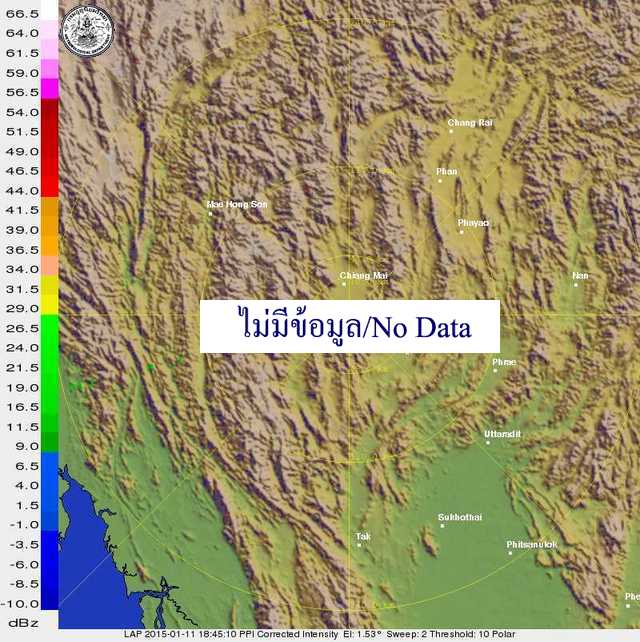 66.5
64.0
61.5
59.0
56.5
54.0
51.5
49.0
46.5
44.0
41.5
39.0
36.5
34.0
31.5
29.0
26.5
24.0
21.5
19.0
16.5
11.5
9.0
6.5
4.0
1.5
-1.0
-3.5
-6.0
-8.5
-10.0
dBz
Chang Rai
Phan
Mae Hong Son
Phayao
Chiang Mai
Nan
ไม่มีข้อมูล/No Data
Phrae
Uttaradit
Sukhothai
Tak
Phitsanulok
Phe
LAP 2015-01-11 18:45:10 PPI Corrected Intensity El: 1.53° Sweep: 2 Threshold: 10 Polar